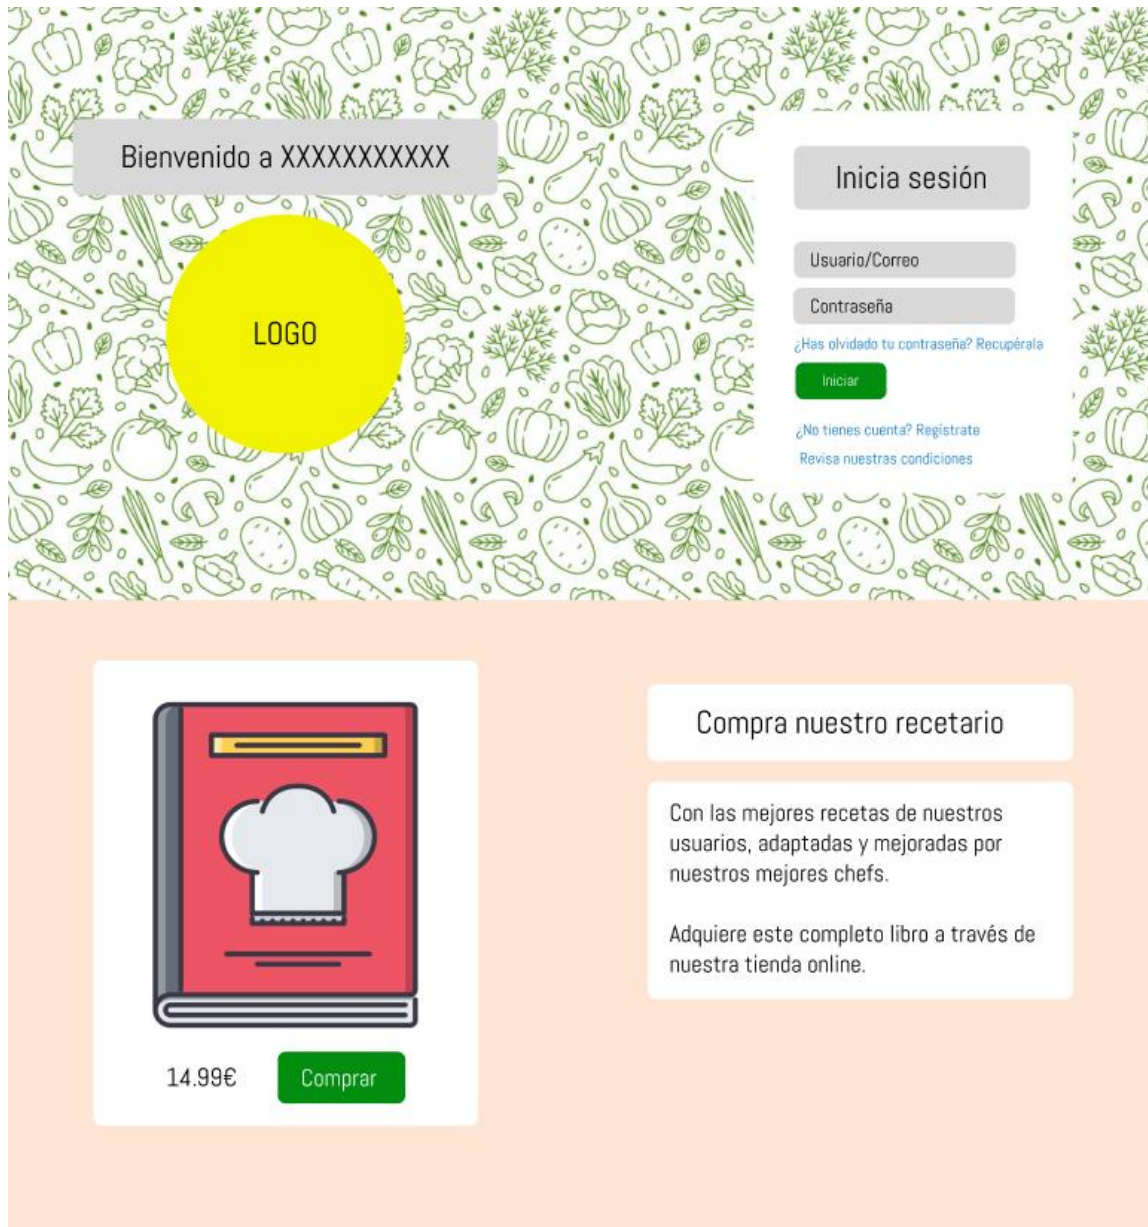 Bienvenido a XXXXXXXXXXX
LOGO
Inicia sesión
Usuario/Correo
Contraseña
¿Has olvidado tu contraseña? Recupérala
Iniciar
¿No tienes cuenta? Regístrate
Revisa nuestras condiciones
14.99€
Comprar
Compra nuestro recetario
Con las mejores recetas de nuestros
usuarios, adaptadas y mejoradas por
nuestros mejores chefs.
Adquiere este completo libro a través de
nuestra tienda online.